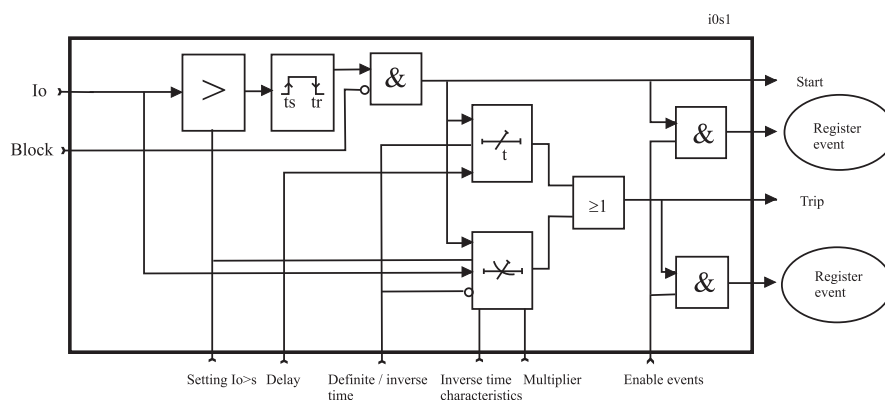 i0s1
Io
>
ts tr
&
Start
Block
t
&
Register
event
≥1
Trip
&
Register
event
Setting Io>s
Delay
Definite / inverse
time
Inverse time
characteristics
Multiplier
Enable events